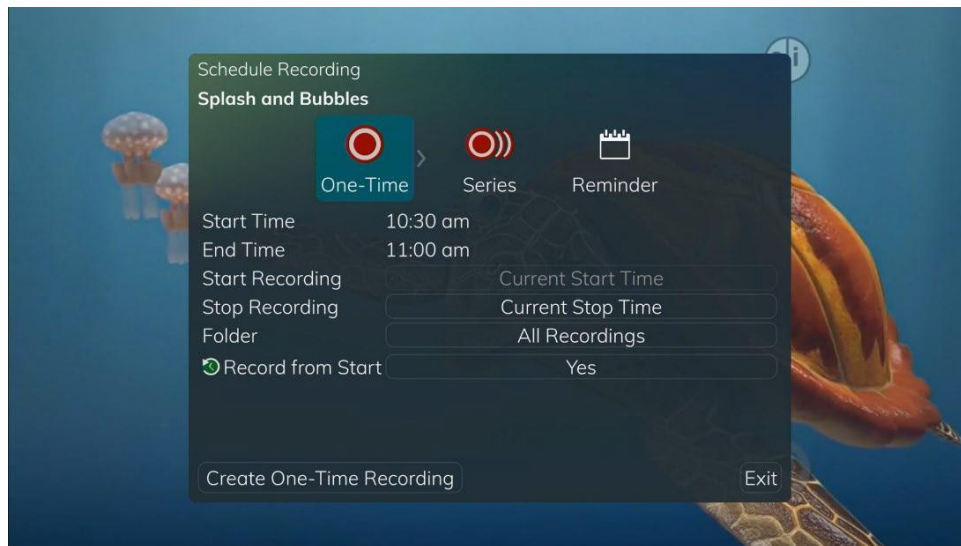 Schedule Recording
Splash and Bubbles
One-Time Series Reminder
Start Time 10:30 am
End Time 11:00 am
Start Recording Current Start Time
Stop Recording Current Stop Time
Folder All Recordings
Record from Start Yes
Create One-Time Recording Exit